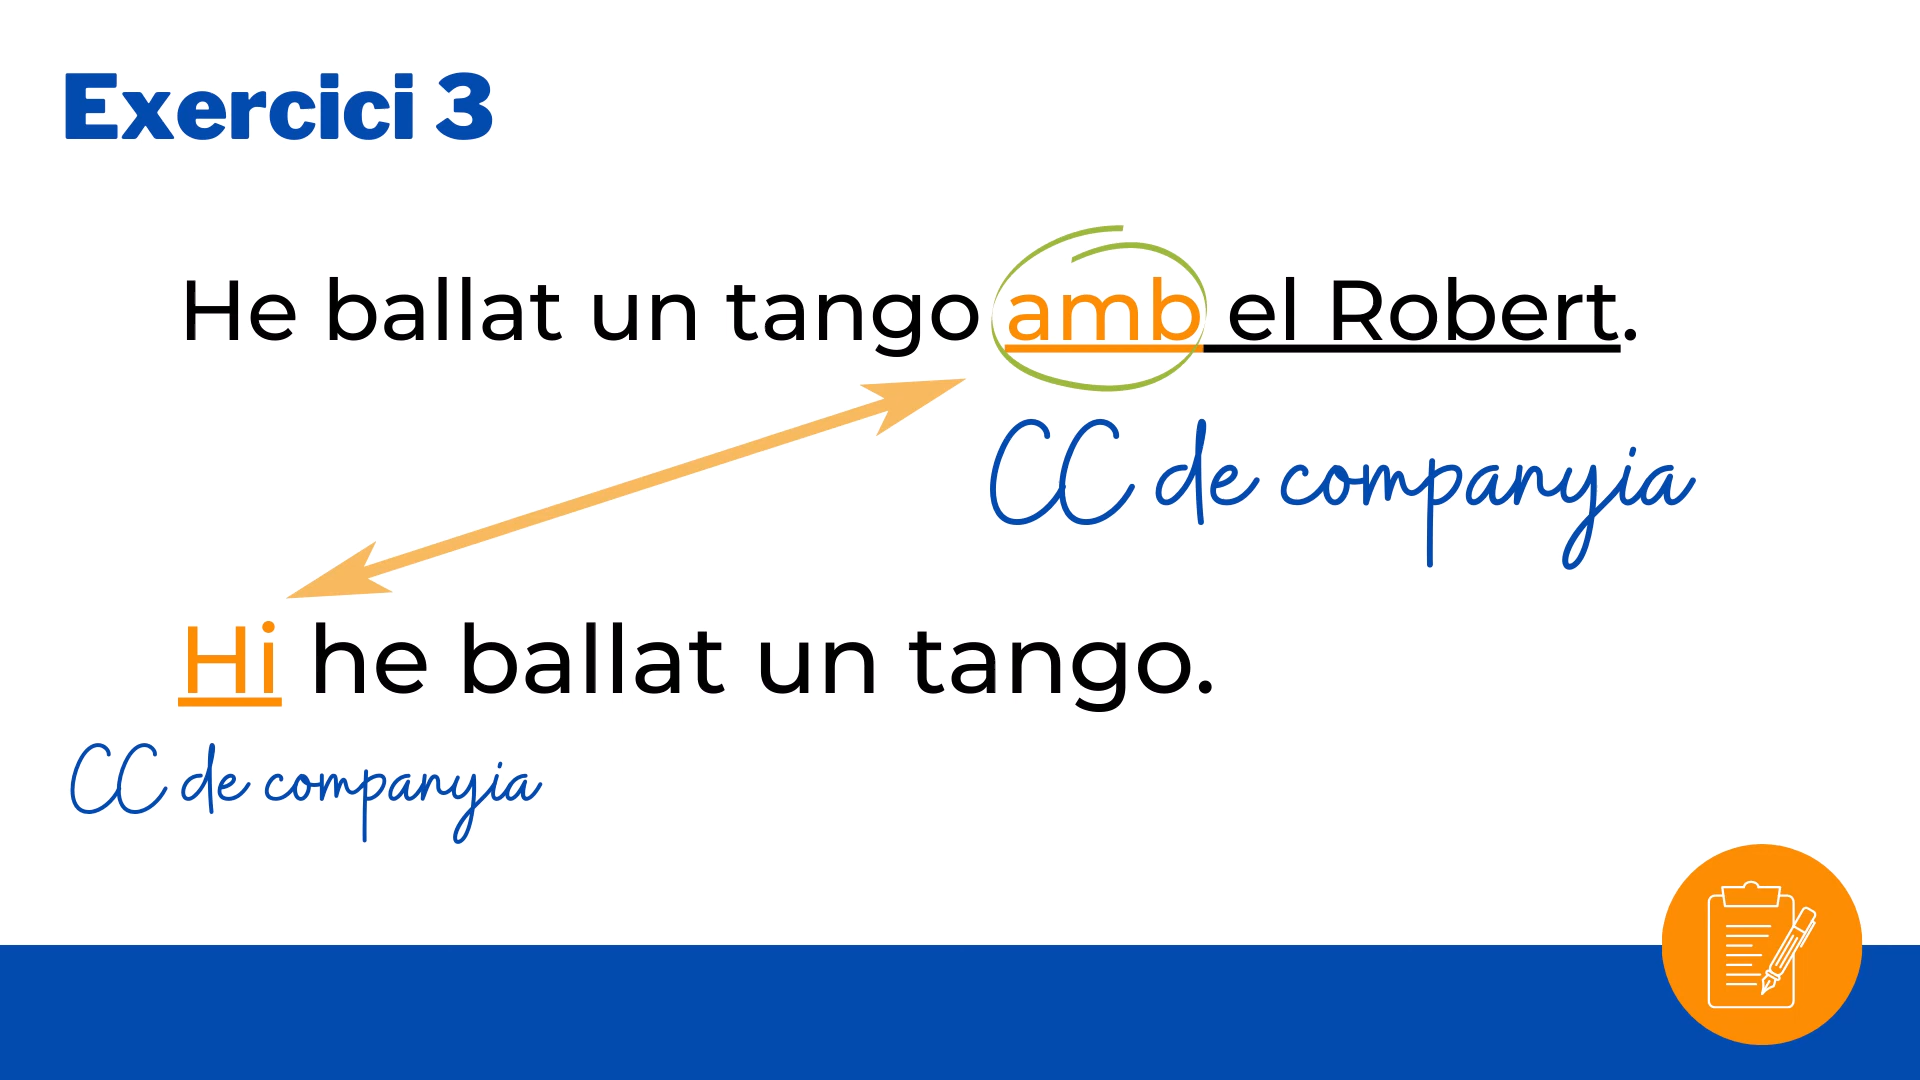 Exercici 3
He ballat un tango amb el Robert.
CC de companyia
Hi he ballat un tango.
CC de companyia